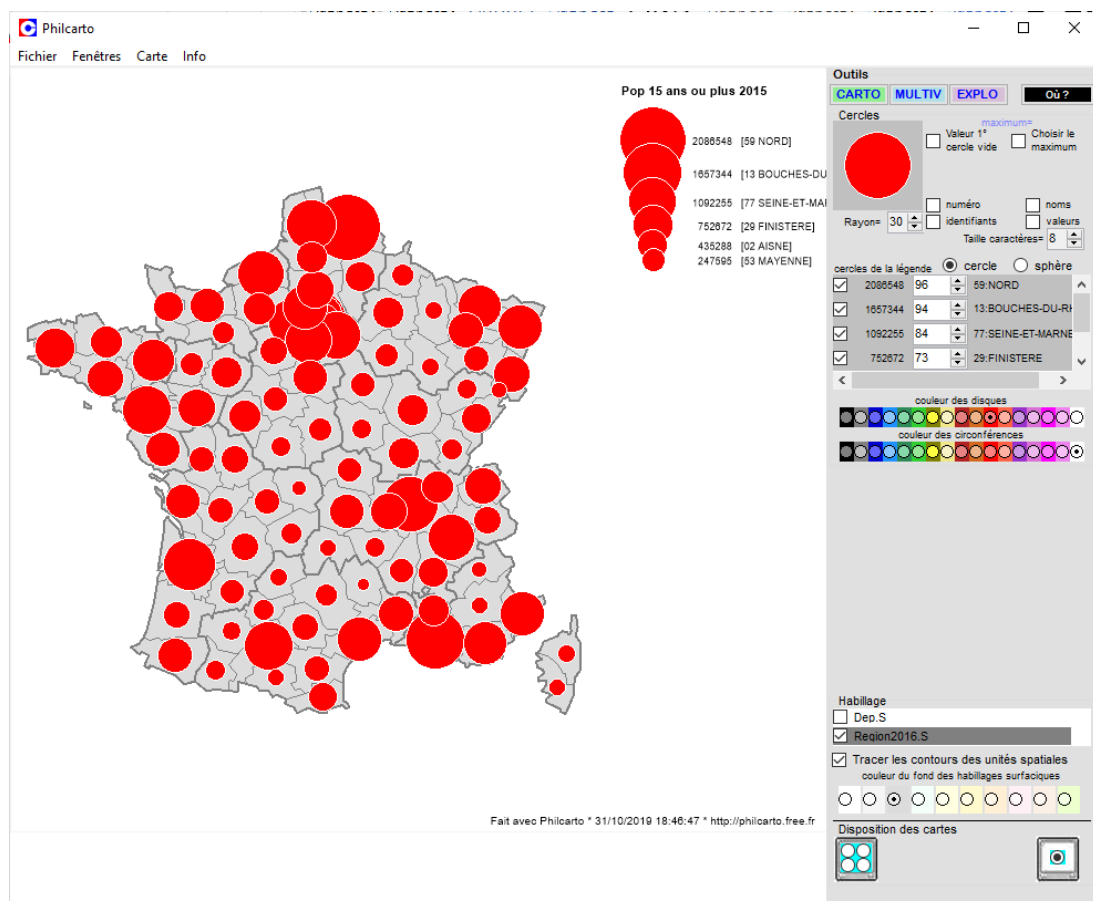 Philcarto
Fichier Fenêtres Carte Info
Pop 15 ans ou plus 2015
2086548 [59 NORD]
1657344 [13 BOUCHES-DU
1092255 [77 SEINE-ET-MA
752672 [29 FINISTERE]
435288 [02 AISNE]
247595 [53 MAYENNE]
Fait avec Philcarto * 31/10/2019 18:46:47 * http://philcarto.free.fr
Outils
CARTO MULTIV EXPLO Où ?
Cercles
maximum=
Valeur 1° cercle vide
Choisir le maximum
numéro noms
Rayon= 30 identifiants valeurs
Taille caractères= 8
cercles de la légende cercle sphère
2086548 96 59:NORD
1657344 94 13:BOUCHES-DU-RH
1092255 84 77:SEINE-ET-MARNE
752672 73 29:FINISTERE
couleur des disques
couleur des circonférences
Habillage
Dep.S
Region2016.S
Tracer les contours des unités spatiales
couleur du fond des habillages surfaciques
Disposition des cartes